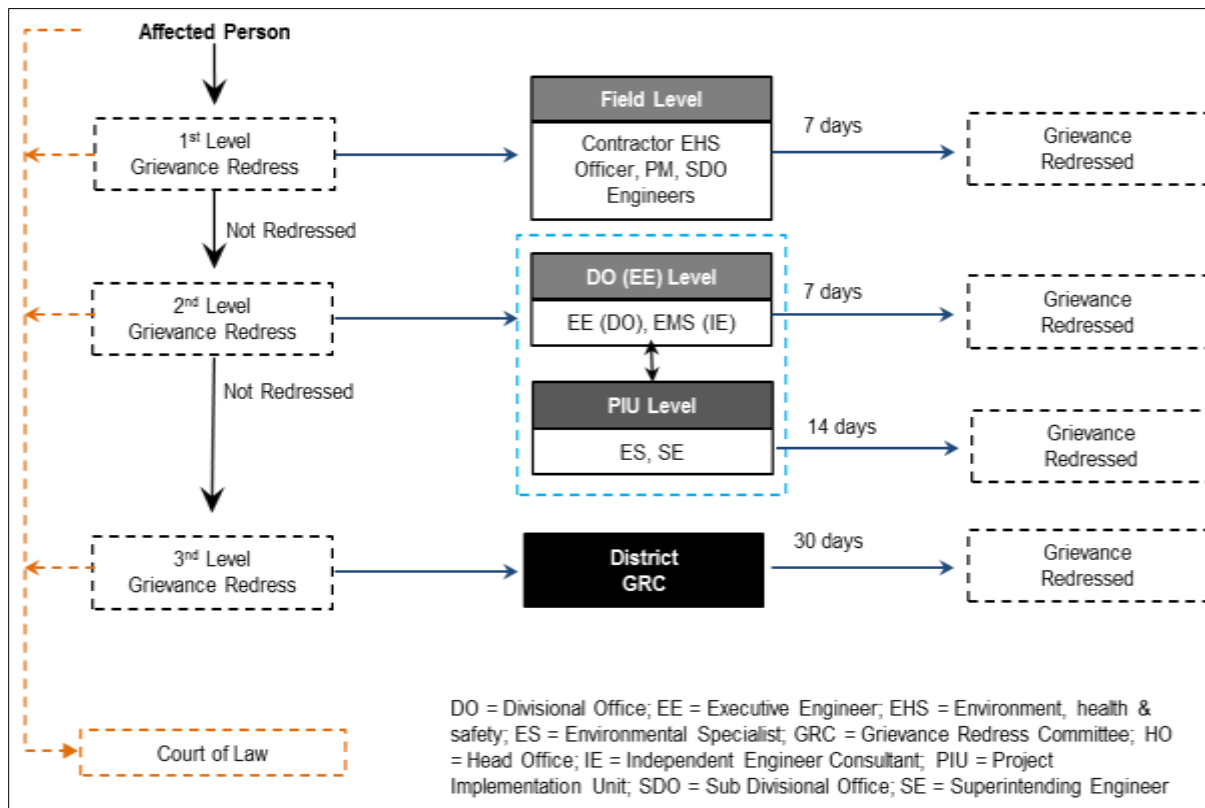 Affected Person
1st Level
Grievance Redress
Field Level
Contractor EHS
Officer, PM, SDO
Engineers
7 days
Grievance
Redressed
Not Redressed
2nd Level
Grievance Redress
DO (EE) Level
EE (DO), EMS (IE)
7 days
Grievance
Redressed
Not Redressed
PIU Level
ES, SE
14 days
Grievance
Redressed
3rd Level
Grievance Redress
District
GRC
30 days
Grievance
Redressed
Court of Law
DO = Divisional Office; EE = Executive Engineer; EHS = Environment, health &
safety; ES = Environmental Specialist; GRC = Grievance Redress Committee; HO
= Head Office; IE = Independent Engineer Consultant; PIU = Project
Implementation Unit; SDO = Sub Divisional Office; SE = Superintending Engineer